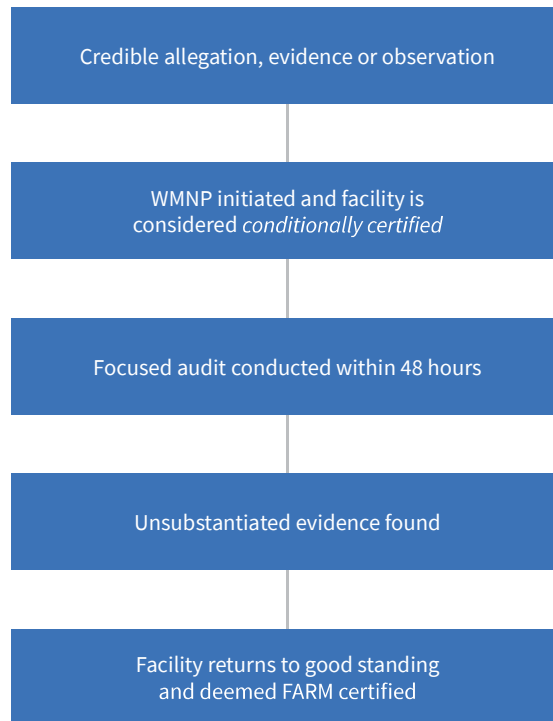 Credible allegation, evidence or observation
WMNP initiated and facility is
considered conditionally certified
Focused audit conducted within 48 hours
Unsubstantiated evidence found
Facility returns to good standing
and deemed FARM certified